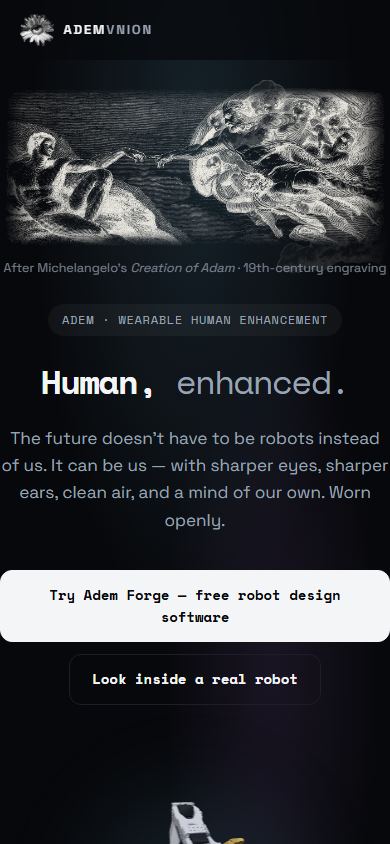 ADEMVNION
After Michelangelo's Creation of Adam · 19th-century engraving
ADEM · WEARABLE HUMAN ENHANCEMENT
Human, enhanced.
The future doesn't have to be robots instead
of us. It can be us — with sharper eyes, sharper
ears, clean air, and a mind of our own. Worn
openly.
Try Adem Forge — free robot design
software
Look inside a real robot